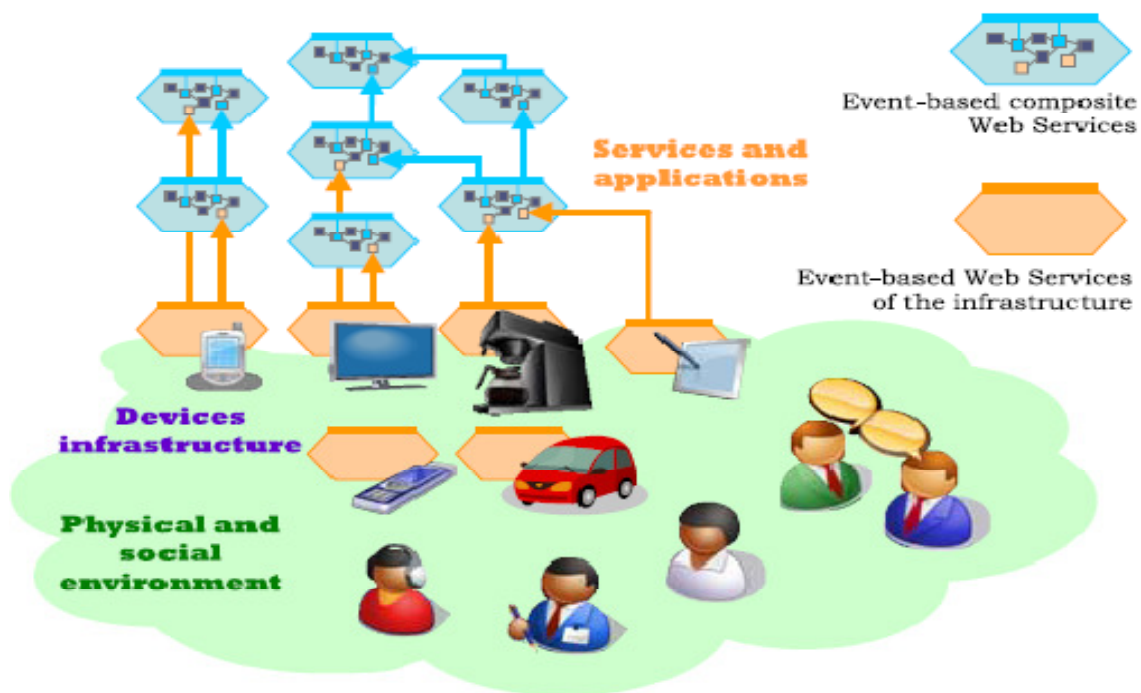 Event-based composite
Web Services
Services and
applications
Event-based Web Services
of the infrastructure
Devices
infrastructure
Physical and
social
environment